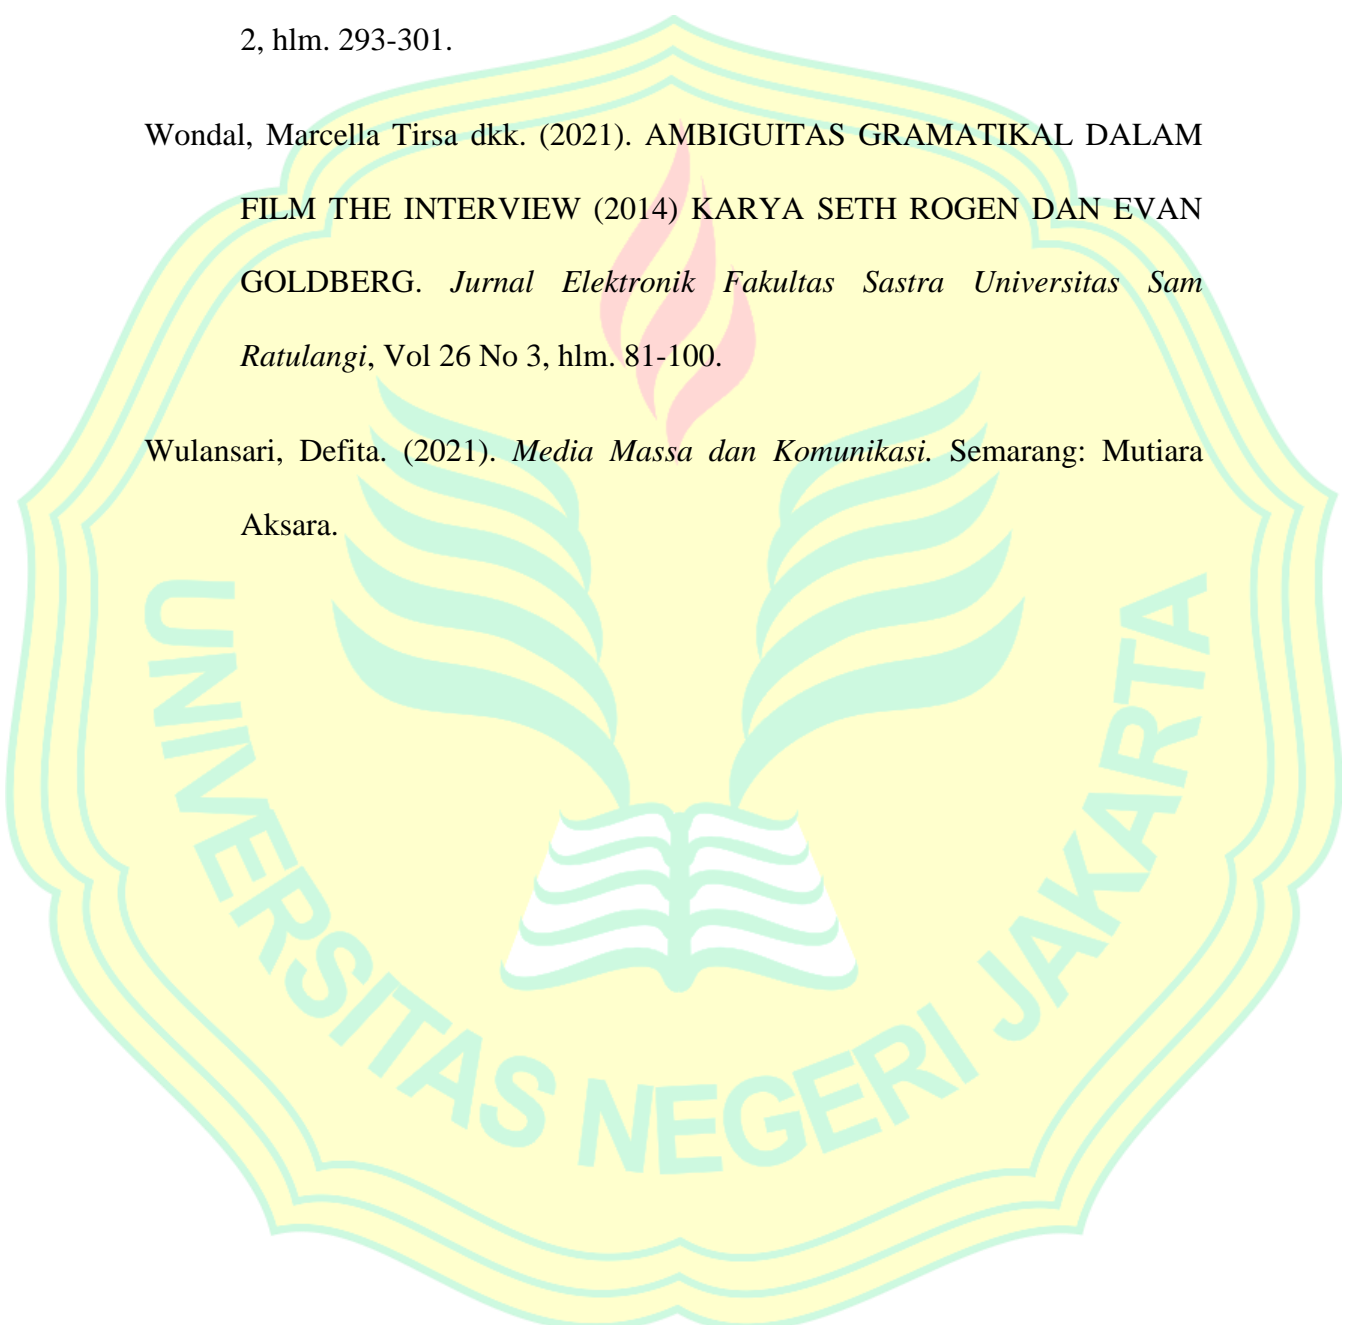 2, hlm. 293-301.
Wondal, Marcella Tirsa dkk. (2021). AMBIGUITAS GRAMATIKAL DALAM
FILM THE INTERVIEW (2014) KARYA SETH ROGEN DAN EVAN
GOLDBERG. Jurnal Elektronik Fakultas Sastra Universitas Sam
Ratulangi, Vol 26 No 3, hlm. 81-100.
Wulansari, Defita. (2021). Media Massa dan Komunikasi. Semarang: Mutiara
Aksara.
UNIVERSITAS NEGERI JAKARTA